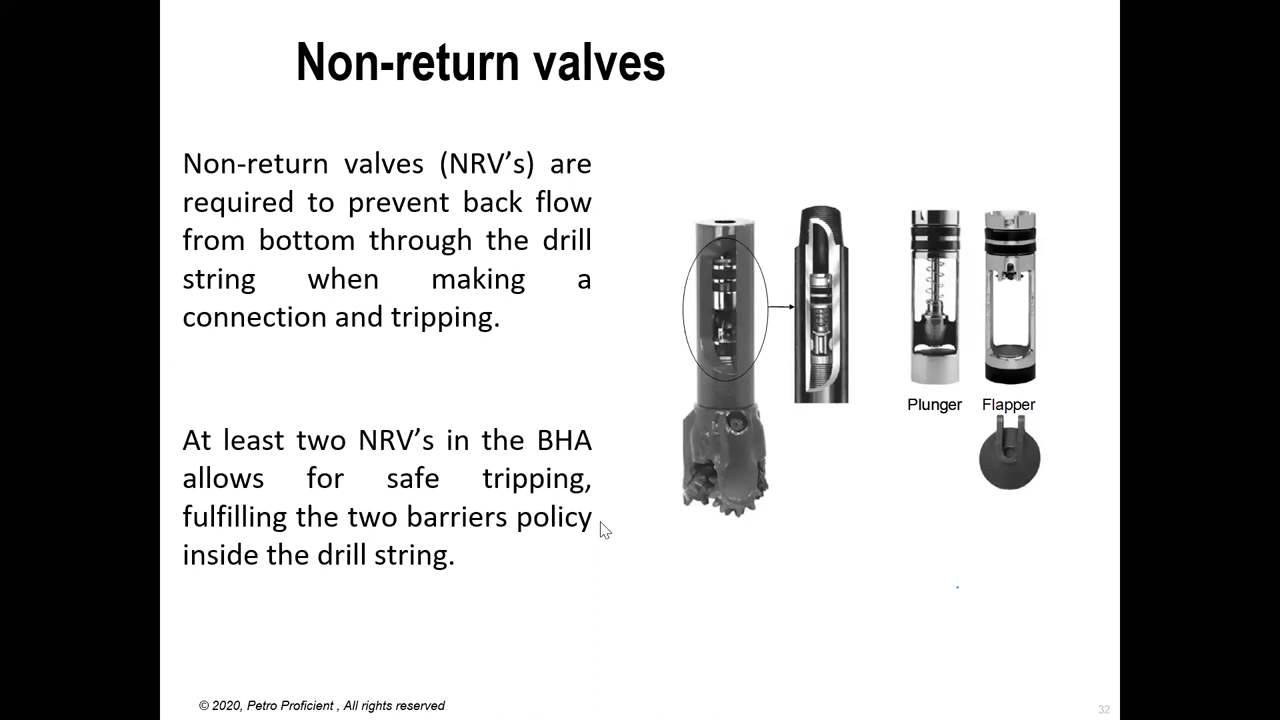 Non-return valves
Non-return valves (NRV’s) are
required to prevent back flow
from bottom through the drill
string when making a
connection and tripping.
At least two NRV’s in the BHA
allows for safe tripping,
fulfilling the two barriers policy
inside the drill string.
Plunger
Flapper
© 2020, Petro Proficient , All rights reserved
32